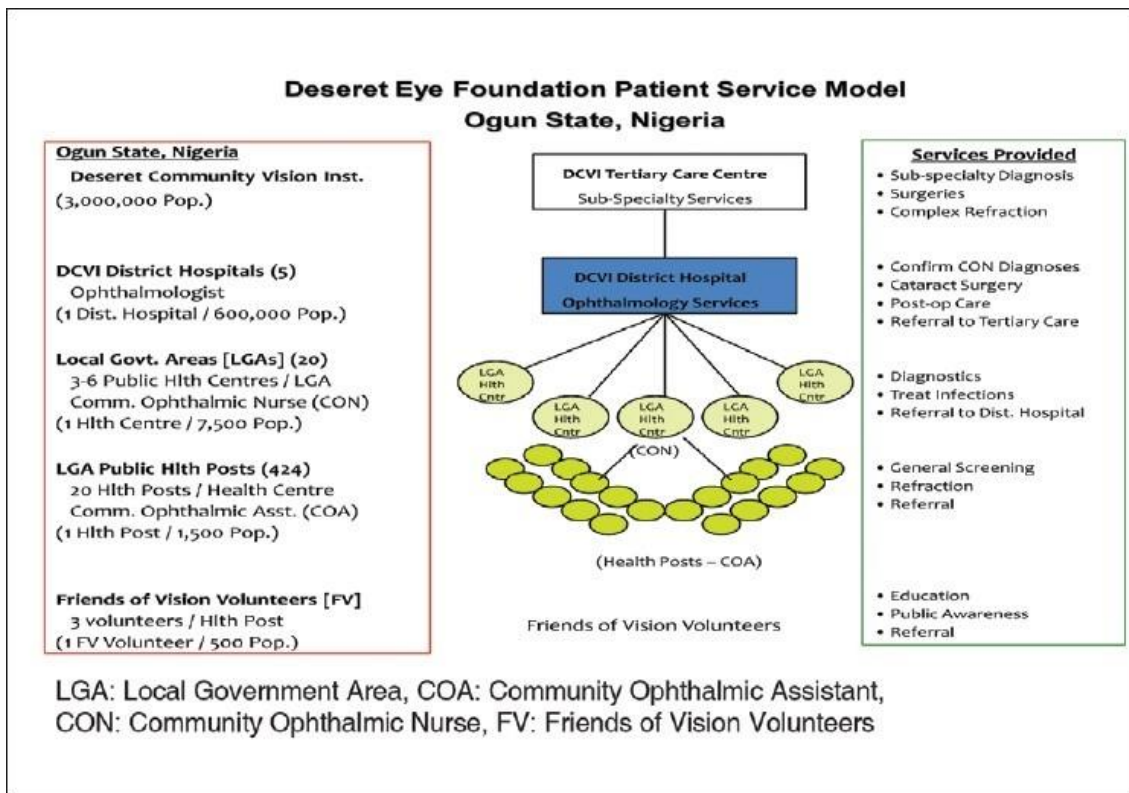 Deseret Eye Foundation Patient Service Model
Ogun State, Nigeria
Ogun State, Nigeria
Deseret Community Vision Inst.
(3,000,000 Pop.)
DCVI District Hospitals (5)
Ophthalmologist
(1 Dist. Hospital / 600,000 Pop.)
Local Govt. Areas [LGAs] (20)
3-6 Public Hlth Centres / LGA
Comm. Ophthalmic Nurse (CON)
(1 Hlth Centre / 7,500 Pop.)
LGA Public Hlth Posts (424)
20 Hlth Posts / Health Centre
Comm. Ophthalmic Asst. (COA)
(1 Hlth Post / 1,500 Pop.)
Friends of Vision Volunteers [FV]
3 volunteers / Hlth Post
(1 FV Volunteer / 500 Pop.)
DCVI Tertiary Care Centre
Sub-Specialty Services
DCVI District Hospital
Ophthalmology Services
LGA
Hlth
Cntr
LGA
Hlth
Cntr
LGA
Hlth
Cntr
LGA
Hlth
Cntr
LGA
Hlth
Cntr
(CON)
(Health Posts – COA)
Friends of Vision Volunteers
Services Provided
• Sub-specialty Diagnosis
• Surgeries
• Complex Refraction
• Confirm CON Diagnoses
• Cataract Surgery
• Post-op Care
• Referral to Tertiary Care
• Diagnostics
• Treat Infections
• Referral to Dist. Hospital
• General Screening
• Refraction
• Referral
• Education
• Public Awareness
• Referral
LGA: Local Government Area, COA: Community Ophthalmic Assistant,
CON: Community Ophthalmic Nurse, FV: Friends of Vision Volunteers